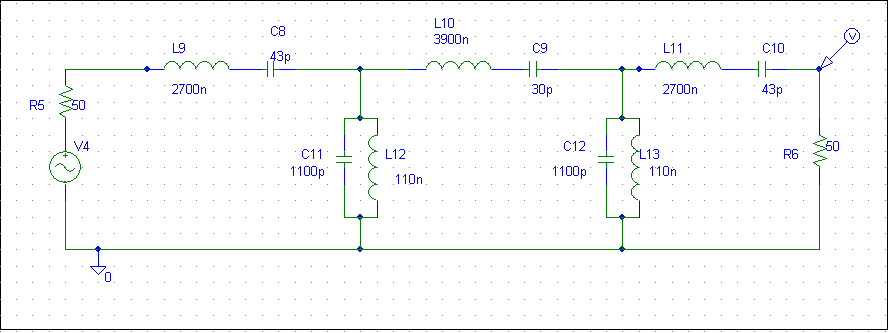 L9
2700n
C8
43p
L10
3900n
C9
30p
L11
2700n
C10
43p
V
R5
50
V4
C11
1100p
L12
110n
C12
1100p
L13
110n
R6
50
0